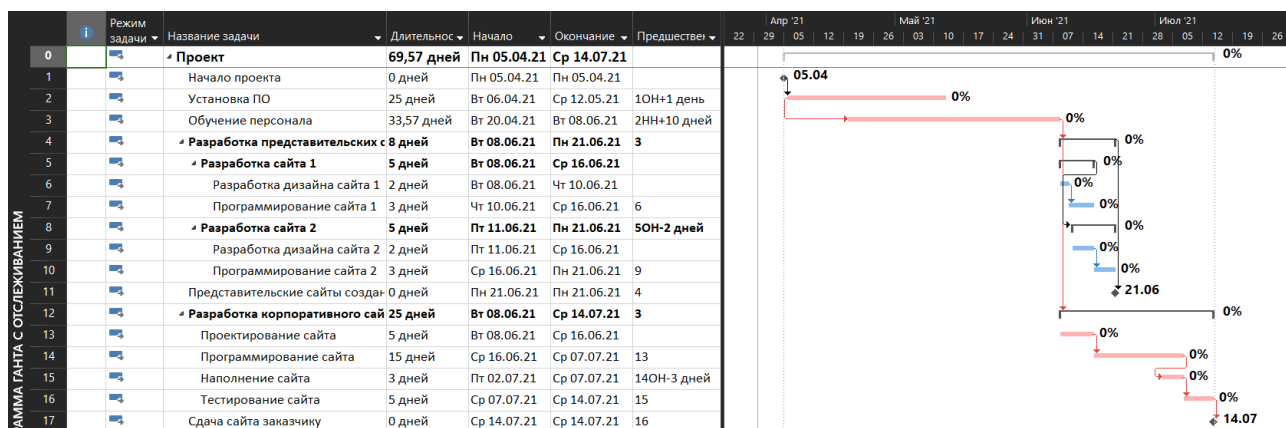 Режим
задачи Название задачи Длительнос Начало Окончание Предшествен
Апр '21 Май '21 Июн '21 Июл '21
22 29 05 12 19 26 03 10 17 24 31 07 14 21 28 05 12 19 26
0 Проект 69,57 дней Пн 05.04.21 Ср 14.07.21 0%
1 Начало проекта 0 дней Пн 05.04.21 Пн 05.04.21 05.04
2 Установка ПО 25 дней Вт 06.04.21 Ср 12.05.21 1ОН+1 день 0%
3 Обучение персонала 33,57 дней Вт 20.04.21 Вт 08.06.21 2НН+10 дней 0%
4 Разработка представительских с 8 дней Вт 08.06.21 Пн 21.06.21 3 0%
5 Разработка сайта 1 5 дней Вт 08.06.21 Ср 16.06.21 0%
6 Разработка дизайна сайта 1 2 дней Вт 08.06.21 Чт 10.06.21 0%
7 Программирование сайта 1 3 дней Чт 10.06.21 Ср 16.06.21 6 0%
8 Разработка сайта 2 5 дней Пт 11.06.21 Пн 21.06.21 5ОН-2 дней 0%
9 Разработка дизайна сайта 2 2 дней Пт 11.06.21 Ср 16.06.21 0%
10 Программирование сайта 2 3 дней Ср 16.06.21 Пн 21.06.21 9 0%
11 Представительские сайты создан 0 дней Пн 21.06.21 Пн 21.06.21 4 21.06
12 Разработка корпоративного сай 25 дней Вт 08.06.21 Ср 14.07.21 3 0%
13 Проектирование сайта 5 дней Вт 08.06.21 Ср 16.06.21 0%
14 Программирование сайта 15 дней Ср 16.06.21 Ср 07.07.21 13 0%
15 Наполнение сайта 3 дней Пт 02.07.21 Ср 07.07.21 14ОН-3 дней 0%
16 Тестирование сайта 5 дней Ср 07.07.21 Ср 14.07.21 15 0%
17 Сдача сайта заказчику 0 дней Ср 14.07.21 Ср 14.07.21 16 14.07
РАММА ГАНТА С ОТСЛЕЖИВАНИЕМ